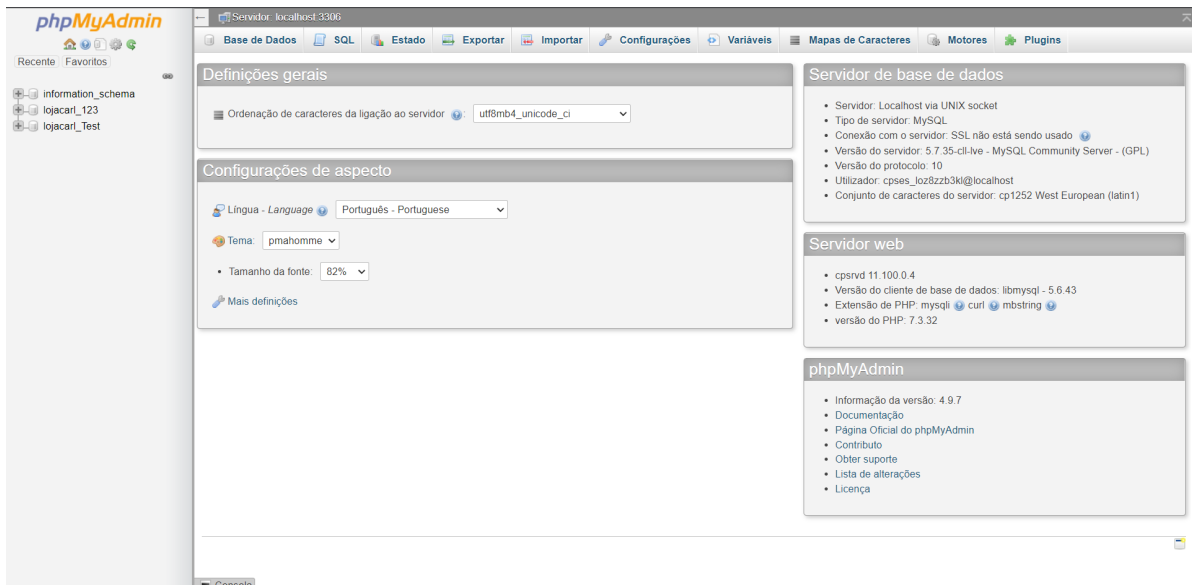 phpMyAdmin
Recente Favoritos
information_schema
lojacarl_123
lojacarl_Test
Servidor: localhost:3306
Base de Dados SQL Estado Exportar Importar Configurações Variáveis Mapas de Caracteres Motores Plugins
Definições gerais
Ordenação de caracteres da ligação ao servidor : utf8mb4_unicode_ci
Configurações de aspecto
Língua - Language Português - Portuguese
Tema: pmahomme
• Tamanho da fonte: 82%
Mais definições
Servidor de base de dados
• Servidor: Localhost via UNIX socket
• Tipo de servidor: MySQL
• Conexão com o servidor: SSL não está sendo usado
• Versão do servidor: 5.7.35-cll-lve - MySQL Community Server - (GPL)
• Versão do protocolo: 10
• Utilizador: cpses_loz8zzb3kl@localhost
• Conjunto de caracteres do servidor: cp1252 West European (latin1)
Servidor web
• cpsrvd 11.100.0.4
• Versão do cliente de base de dados: libmysql - 5.6.43
• Extensão de PHP: mysqli curl mbstring
• versão do PHP: 7.3.32
phpMyAdmin
• Informação da versão: 4.9.7
• Documentação
• Página Oficial do phpMyAdmin
• Contributo
• Obter suporte
• Lista de alterações
• Licença
Consola